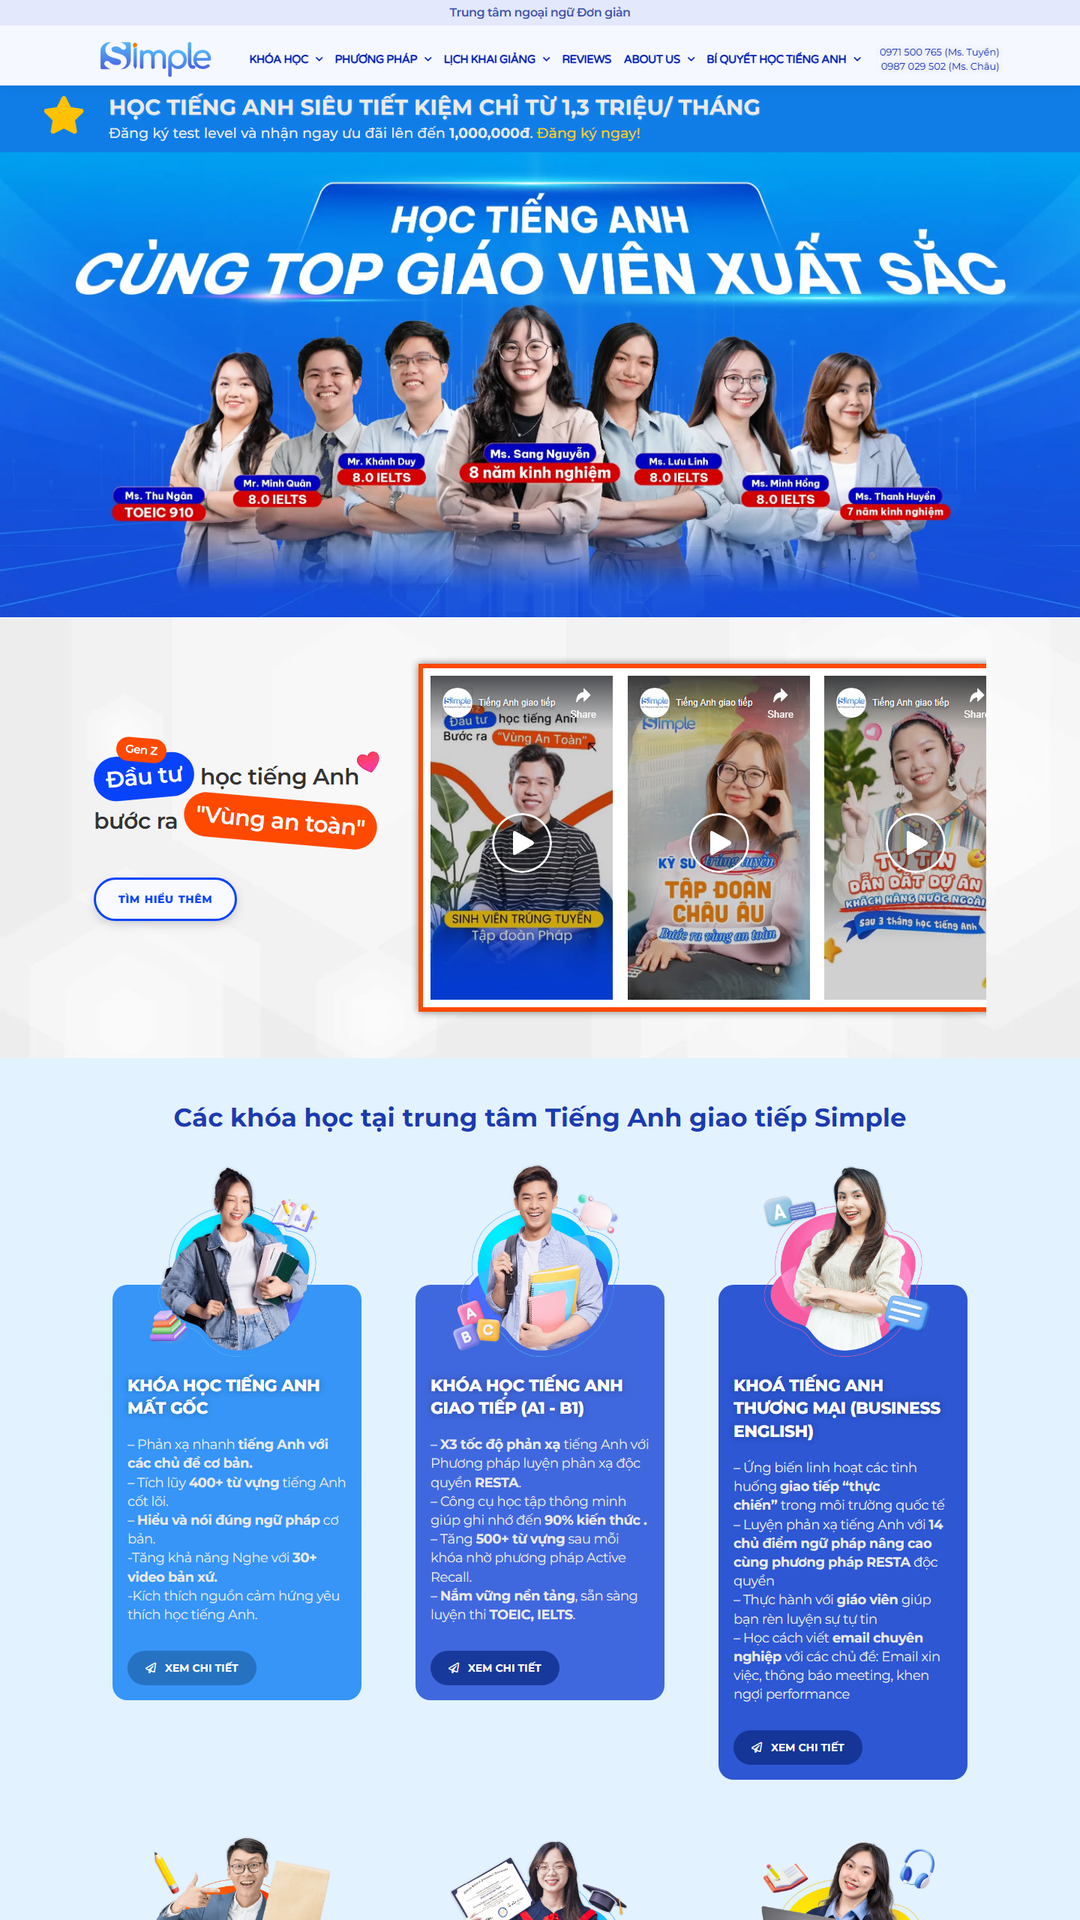 Trung tâm ngoại ngữ Đơn giản
Simple
KHÓA HỌC
PHƯƠNG PHÁP
LỊCH KHAI GIẢNG
REVIEWS
ABOUT US
BÍ QUYẾT HỌC TIẾNG ANH
0971 500 765 (Ms. Tuyền)
0987 029 502 (Ms. Châu)
HỌC TIẾNG ANH SIÊU TIẾT KIỆM CHỈ TỪ 1,3 TRIỆU/ THÁNG
Đăng ký test level và nhận ngay ưu đãi lên đến 1,000,000đ. Đăng ký ngay!
HỌC TIẾNG ANH
CÙNG TOP GIÁO VIÊN XUẤT SẮC
Ms. Thu Ngân
TOEIC 910
Mr. Minh Quân
8.0 IELTS
Mr. Khánh Duy
8.0 IELTS
Ms. Sang Nguyễn
8 năm kinh nghiệm
Ms. Lưu Linh
8.0 IELTS
Ms. Minh Hồng
8.0 IELTS
Ms. Thanh Huyền
7 năm kinh nghiệm
Gen Z
Đầu tư học tiếng Anh
bước ra "Vùng an toàn"
TÌM HIỂU THÊM
Simple
Tiếng Anh giao tiếp
Share
Đầu tư học tiếng Anh
Bước ra "Vùng An Toàn"
SINH VIÊN TRÚNG TUYỂN
Tập đoàn Pháp
Simple
Tiếng Anh giao tiếp
Share
Simple
KỸ SƯ trúng tuyển
TẬP ĐOÀN
CHÂU ÂU
Bước ra vùng an toàn
Simple
Tiếng Anh giao tiếp
Shar
TỰ TIN
DẪN DẮT DỰ ÁN
KHÁCH HÀNG NƯỚC NGOÀI
Sau 3 tháng học tiếng Anh
Các khóa học tại trung tâm Tiếng Anh giao tiếp Simple
KHÓA HỌC TIẾNG ANH
MẤT GỐC
– Phản xạ nhanh tiếng Anh với
các chủ đề cơ bản.
– Tích lũy 400+ từ vựng tiếng Anh
cốt lõi.
– Hiểu và nói đúng ngữ pháp cơ
bản.
-Tăng khả năng Nghe với 30+
video bản xứ.
-Kích thích nguồn cảm hứng yêu
thích học tiếng Anh.
XEM CHI TIẾT
A
B
C
KHÓA HỌC TIẾNG ANH
GIAO TIẾP (A1 - B1)
– X3 tốc độ phản xạ tiếng Anh với
Phương pháp luyện phản xạ độc
quyền RESTA.
– Công cụ học tập thông minh
giúp ghi nhớ đến 90% kiến thức .
– Tăng 500+ từ vựng sau mỗi
khóa nhờ phương pháp Active
Recall.
– Nắm vững nền tảng, sẵn sàng
luyện thi TOEIC, IELTS.
XEM CHI TIẾT
A
KHOÁ TIẾNG ANH
THƯƠNG MẠI (BUSINESS
ENGLISH)
– Ứng biến linh hoạt các tình
huống giao tiếp “thực
chiến” trong môi trường quốc tế
– Luyện phản xạ tiếng Anh với 14
chủ điểm ngữ pháp nâng cao
cùng phương pháp RESTA độc
quyền
– Thực hành với giáo viên giúp
bạn rèn luyện sự tự tin
– Học cách viết email chuyên
nghiệp với các chủ đề: Email xin
việc, thông báo meeting, khen
ngợi performance
XEM CHI TIẾT